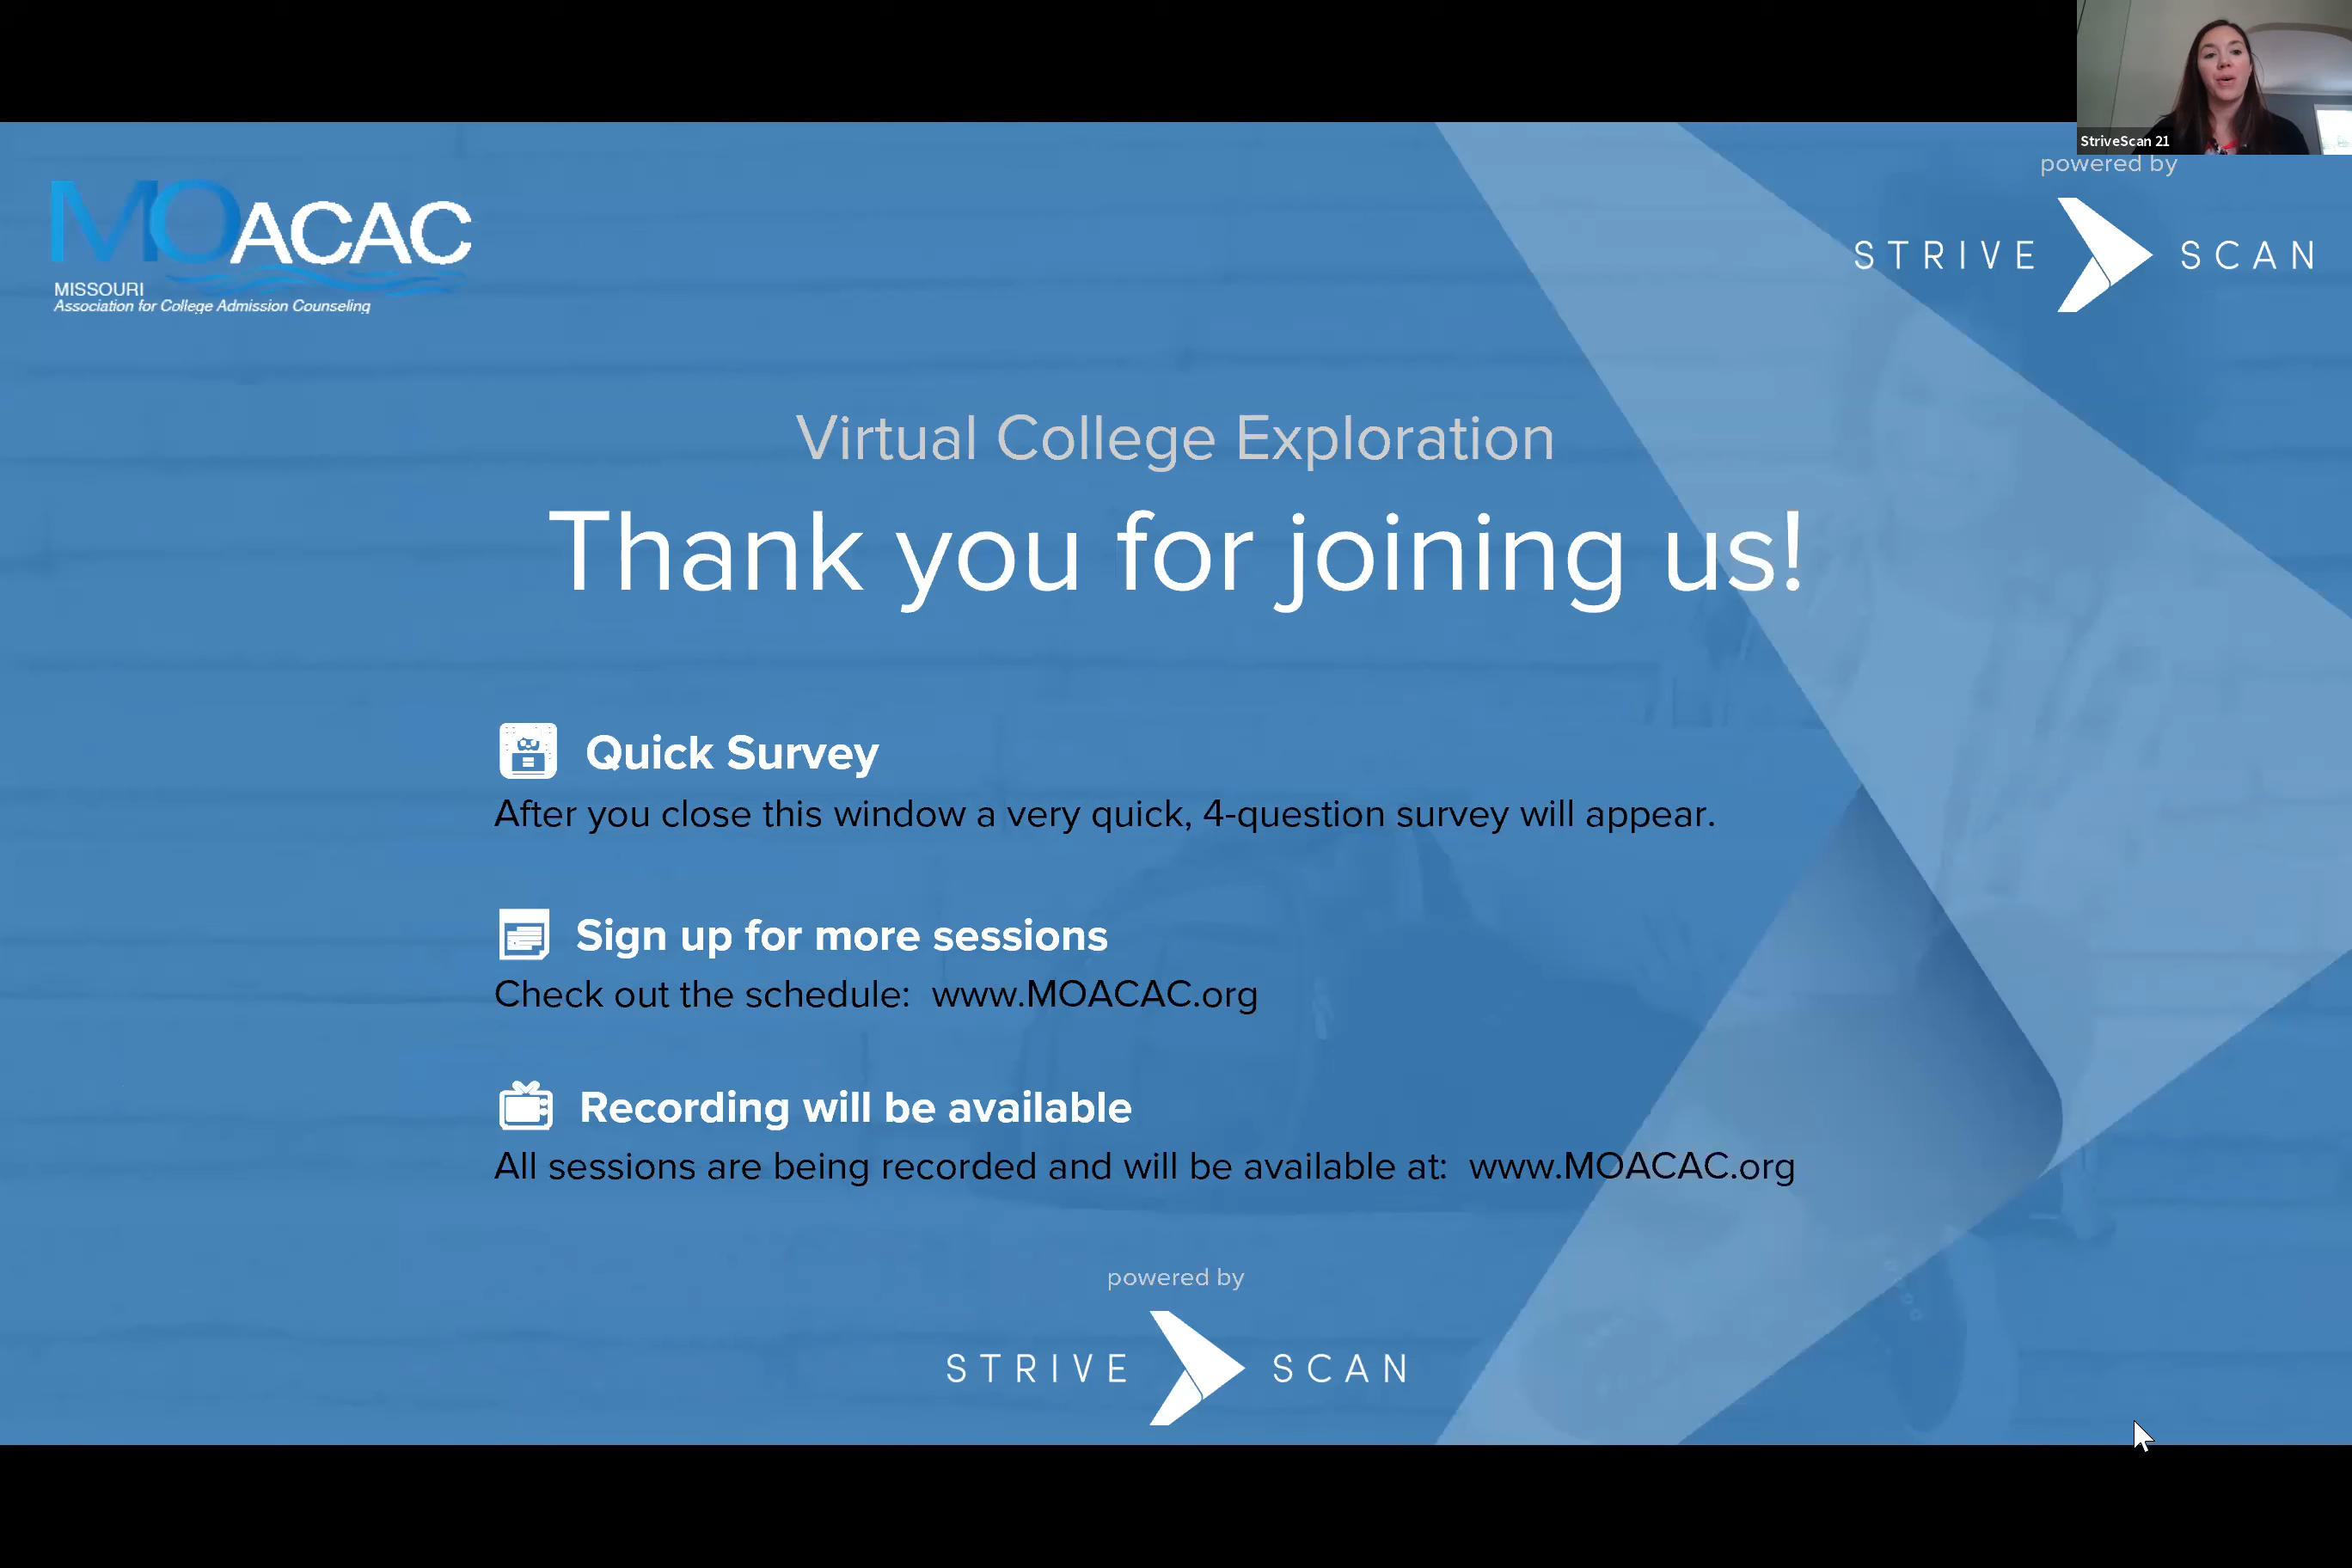 StriveScan 21
MOACAC
MISSOURI
Association for College Admission Counseling
powered by
STRIVE SCAN
Virtual College Exploration
Thank you for joining us!
Quick Survey
After you close this window a very quick, 4-question survey will appear.
Sign up for more sessions
Check out the schedule: www.MOACAC.org
Recording will be available
All sessions are being recorded and will be available at: www.MOACAC.org
powered by
STRIVE SCAN